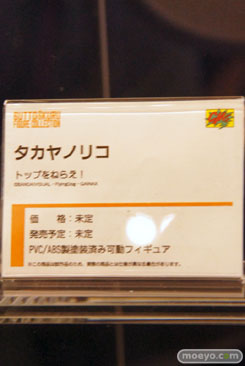 FIGURE COLLECTION
タカヤノリコ
トップをねらえ！
価　格：未定
発売予定：未定
PVC/ABS製塗装済み可動フィギュア
moeyo.com